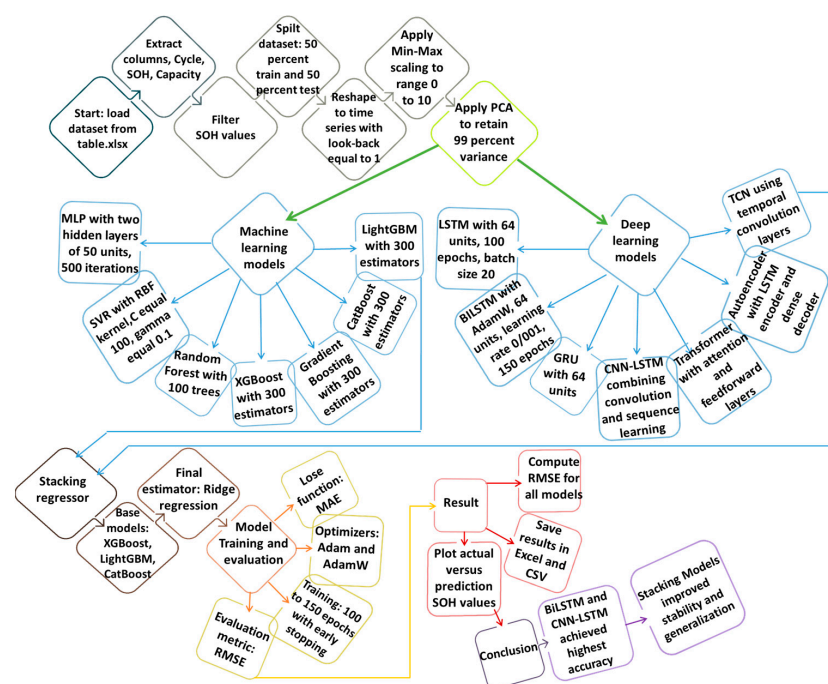 Start: load
dataset from
table.xlsx
Extract
columns, Cycle,
SOH, Capacity
Filter
SOH values
Spilt
dataset: 50
percent
train and 50
percent test
Reshape
to time
series with
look-back
equal to 1
Apply
Min-Max
scaling to
range 0
to 10
Apply PCA
to retain
99 percent
variance
Machine
learning
models
MLP with two
hidden layers
of 50 units,
500 iterations
SVR with RBF
kernel,C equal
100, gamma
equal 0.1
Random
Forest with
100 trees
XGBoost
with 300
estimators
Gradient
Boosting
with 300
estimators
CatBoost
with 300
estimators
LightGBM
with 300
estimators
Deep
learning
models
LSTM with 64
units, 100
epochs, batch
size 20
BILSTM with
AdamW, 64
units, learning
rate 0/001,
150 epochs
GRU
with 64
units
CNN-LSTM
combining
convolution
and sequence
learning
Transformer
with attention
and
feedforward
layers
Autoencoder
with LSTM
encoder and
dense
decoder
TCN using
temporal
convolution
layers
Stacking
regressor
Base
models:
XGBoost,
LightGBM,
CatBoost
Final
estimator: Ridge
regression
Model
Training and
evaluation
Lose
function:
MAE
Optimizers:
Adam and
AdamW
Training: 100
to 150 epochs
with early
stopping
Evaluation
metric:
RMSE
Result
Compute
RMSE for
all models
Save
results in
Excel and
CSV
Plot actual
versus
prediction
SOH values
Conclusion
BiLSTM and
CNN-LSTM
achieved
highest
accuracy
Stacking Models
improved
stability and
generalization